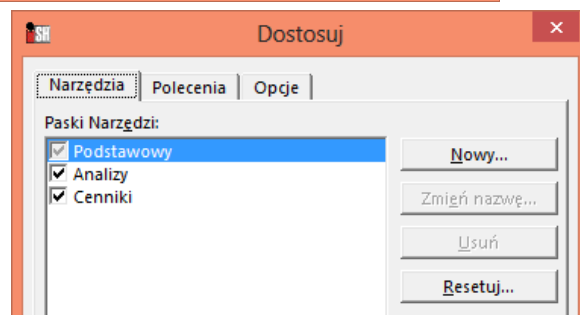 SH
Dostosuj
Narzędzia
Polecenia
Opcje
Paski Narzędzi:
Podstawowy
Analizy
Cenniki
Nowy...
Zmień nazwę...
Usuń
Resetuj...